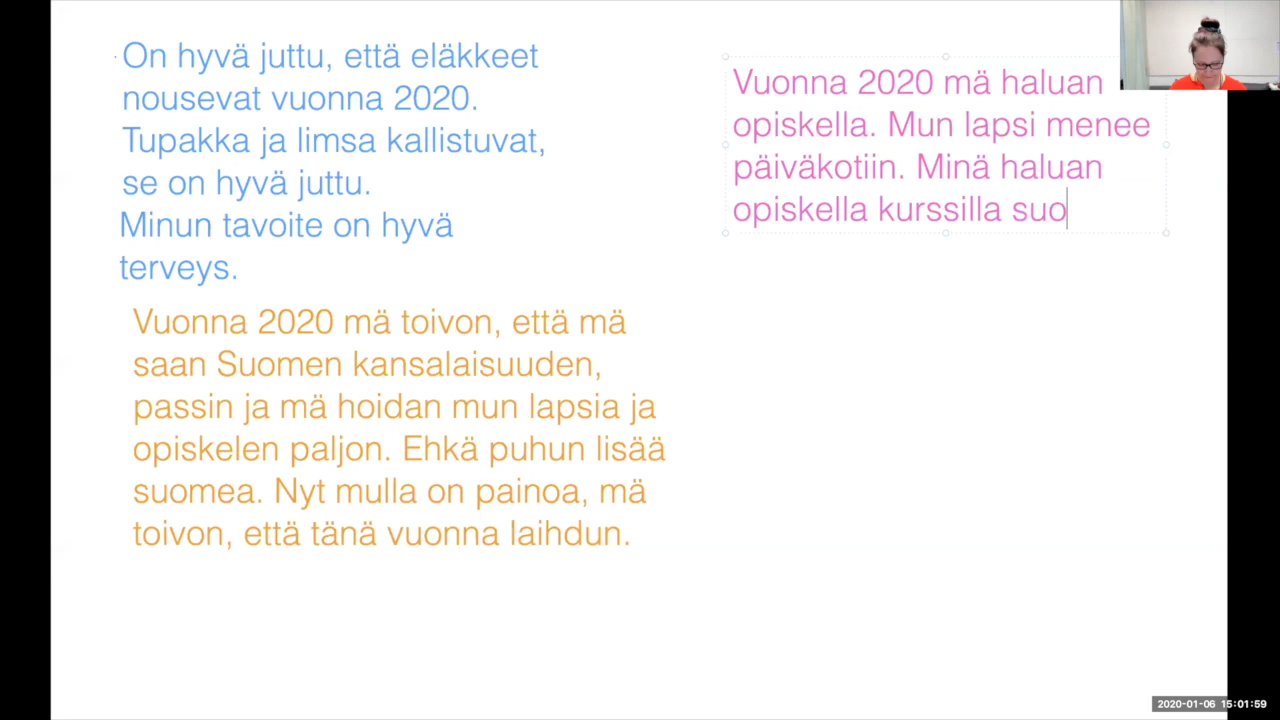 On hyvä juttu, että eläkkeet
nousevat vuonna 2020.
Tupakka ja limsa kallistuvat,
se on hyvä juttu.
Minun tavoite on hyvä
terveys.
Vuonna 2020 mä toivon, että mä
saan Suomen kansalaisuuden,
passin ja mä hoidan mun lapsia ja
opiskelen paljon. Ehkä puhun lisää
suomea. Nyt mulla on painoa, mä
toivon, että tänä vuonna laihdun.
Vuonna 2020 mä haluan
opiskella. Mun lapsi menee
päiväkotiin. Minä haluan
opiskella kurssilla suo
2020-01-06 15:01:59